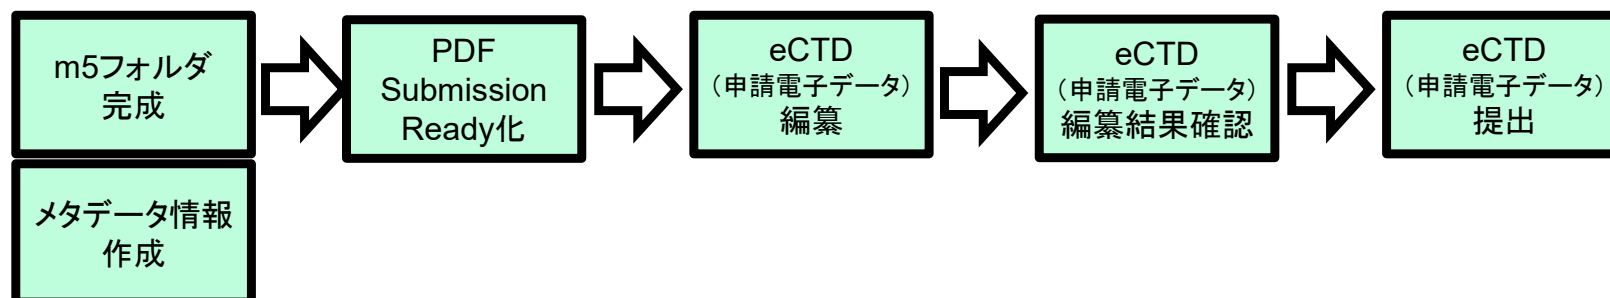 m5フォルダ
完成
PDF
Submission
Ready化
eCTD
（申請電子データ）
編纂
eCTD
（申請電子データ）
編纂結果確認
eCTD
（申請電子データ）
提出
メタデータ情報
作成